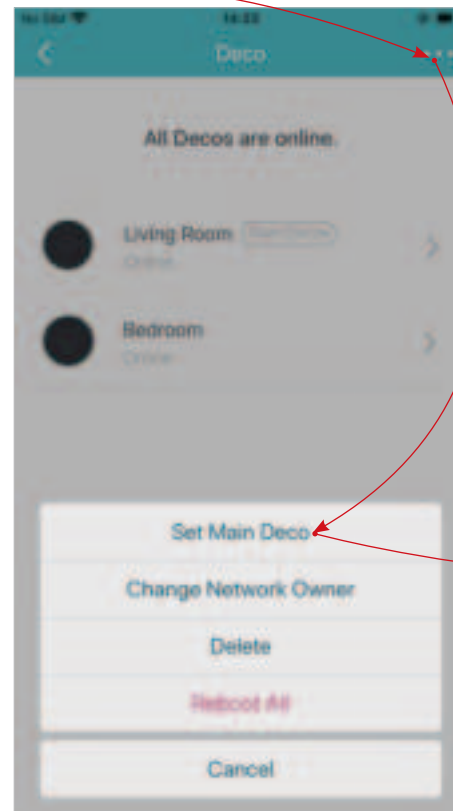 Deco
All Decos are online.
Living Room
Online
Bedroom
Online
Set Main Deco
Change Network Owner
Delete
Reboot All
Cancel